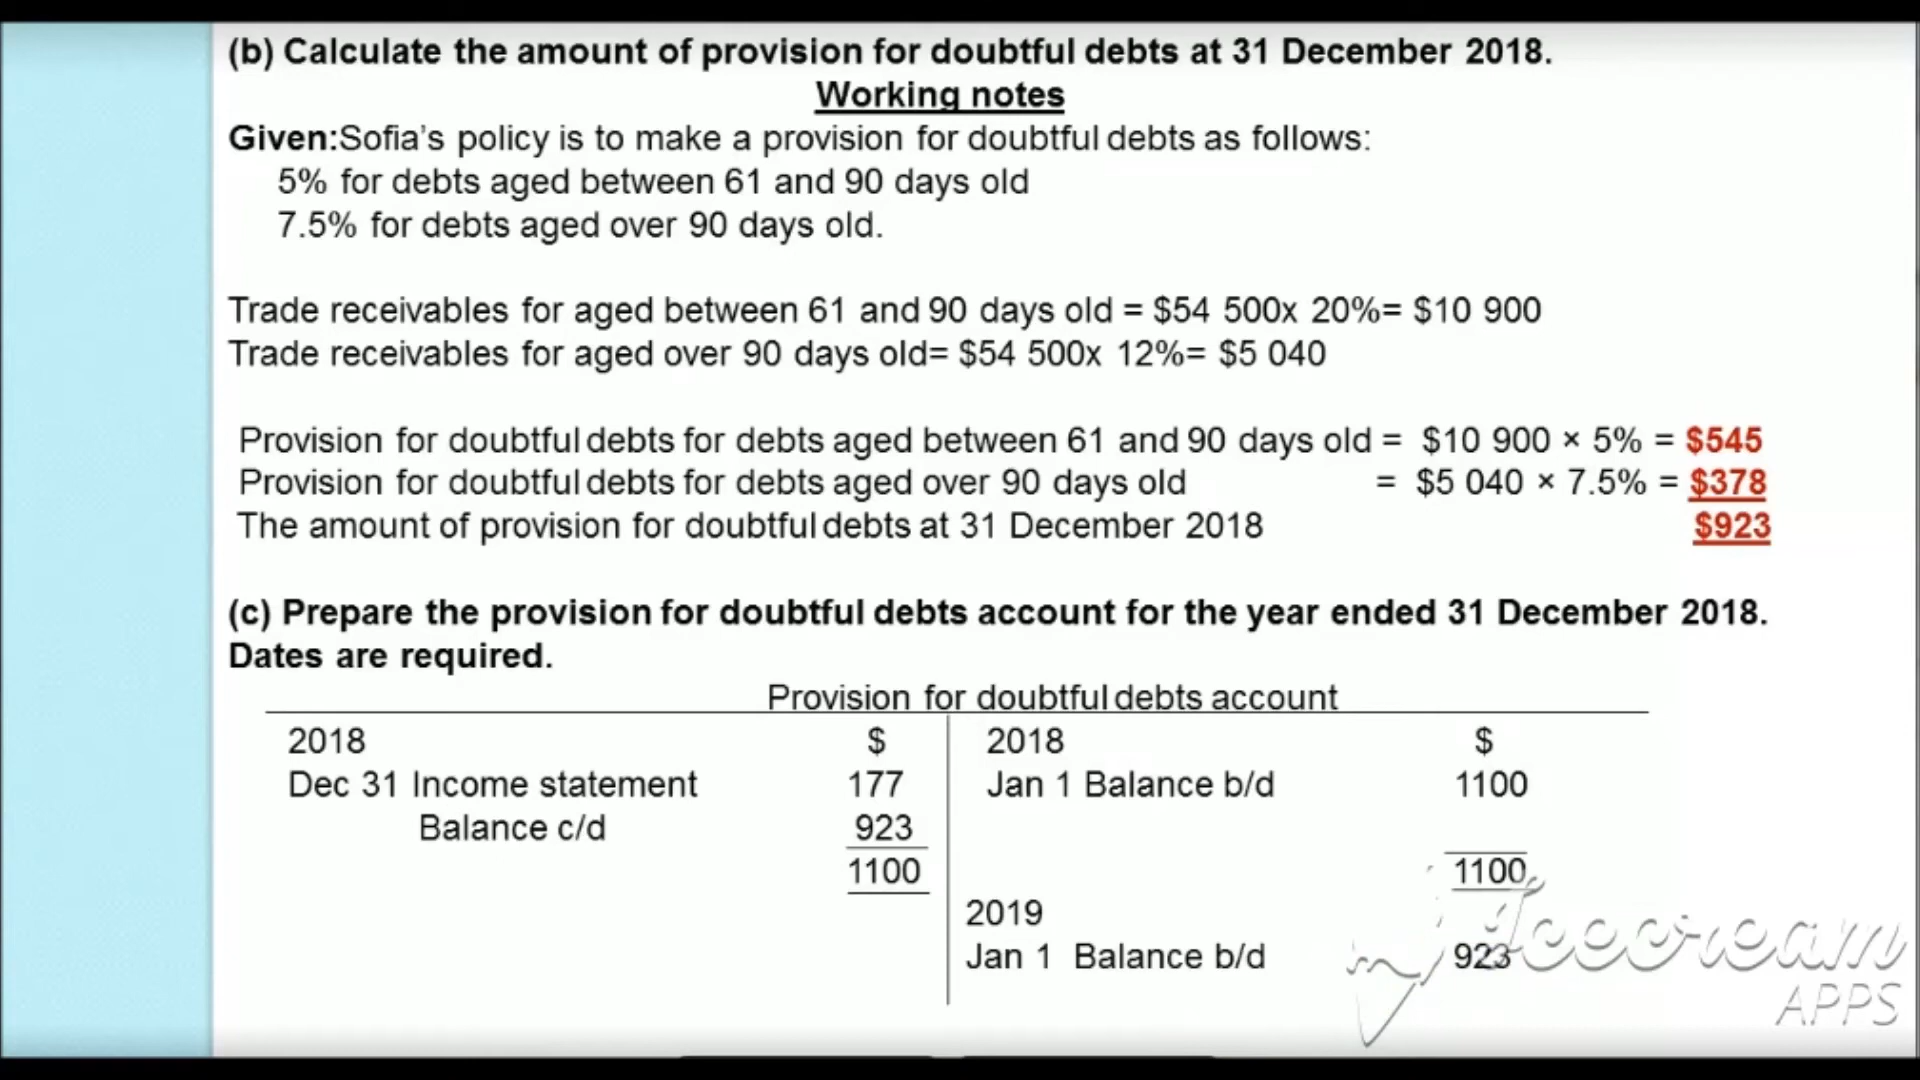 (b) Calculate the amount of provision for doubtful debts at 31 December 2018.
Working notes
Given:Sofia's policy is to make a provision for doubtful debts as follows:
5% for debts aged between 61 and 90 days old
7.5% for debts aged over 90 days old.
Trade receivables for aged between 61 and 90 days old = $54 500x 20%= $10 900
Trade receivables for aged over 90 days old= $54 500x 12%= $5 040
Provision for doubtful debts for debts aged between 61 and 90 days old = $10 900 × 5% = $545
Provision for doubtful debts for debts aged over 90 days old = $5 040 × 7.5% = $378
The amount of provision for doubtful debts at 31 December 2018 $923
(c) Prepare the provision for doubtful debts account for the year ended 31 December 2018.
Dates are required.
Provision for doubtful debts account
2018 $ 2018 $
Dec 31 Income statement 177 Jan 1 Balance b/d 1100
Balance c/d 923
1100 1100
2019
Jan 1 Balance b/d 923
Icecream
APPS